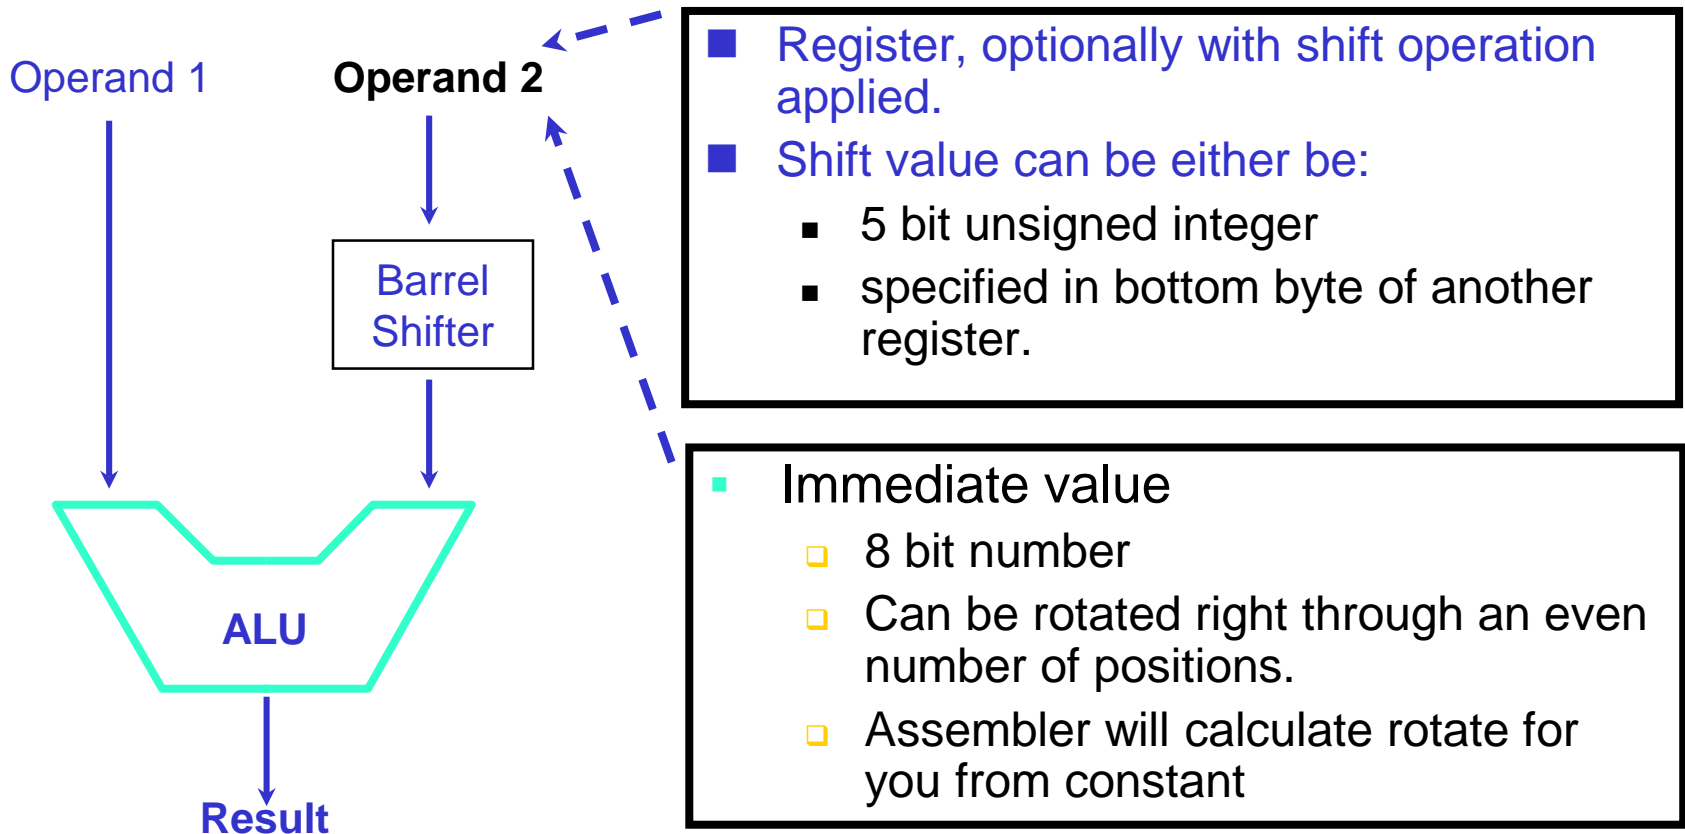 Operand 1
Operand 2
Barrel
Shifter
ALU
Result
Register, optionally with shift operation
applied.
Shift value can be either be:
5 bit unsigned integer
specified in bottom byte of another
register.
Immediate value
8 bit number
Can be rotated right through an even
number of positions.
Assembler will calculate rotate for
you from constant